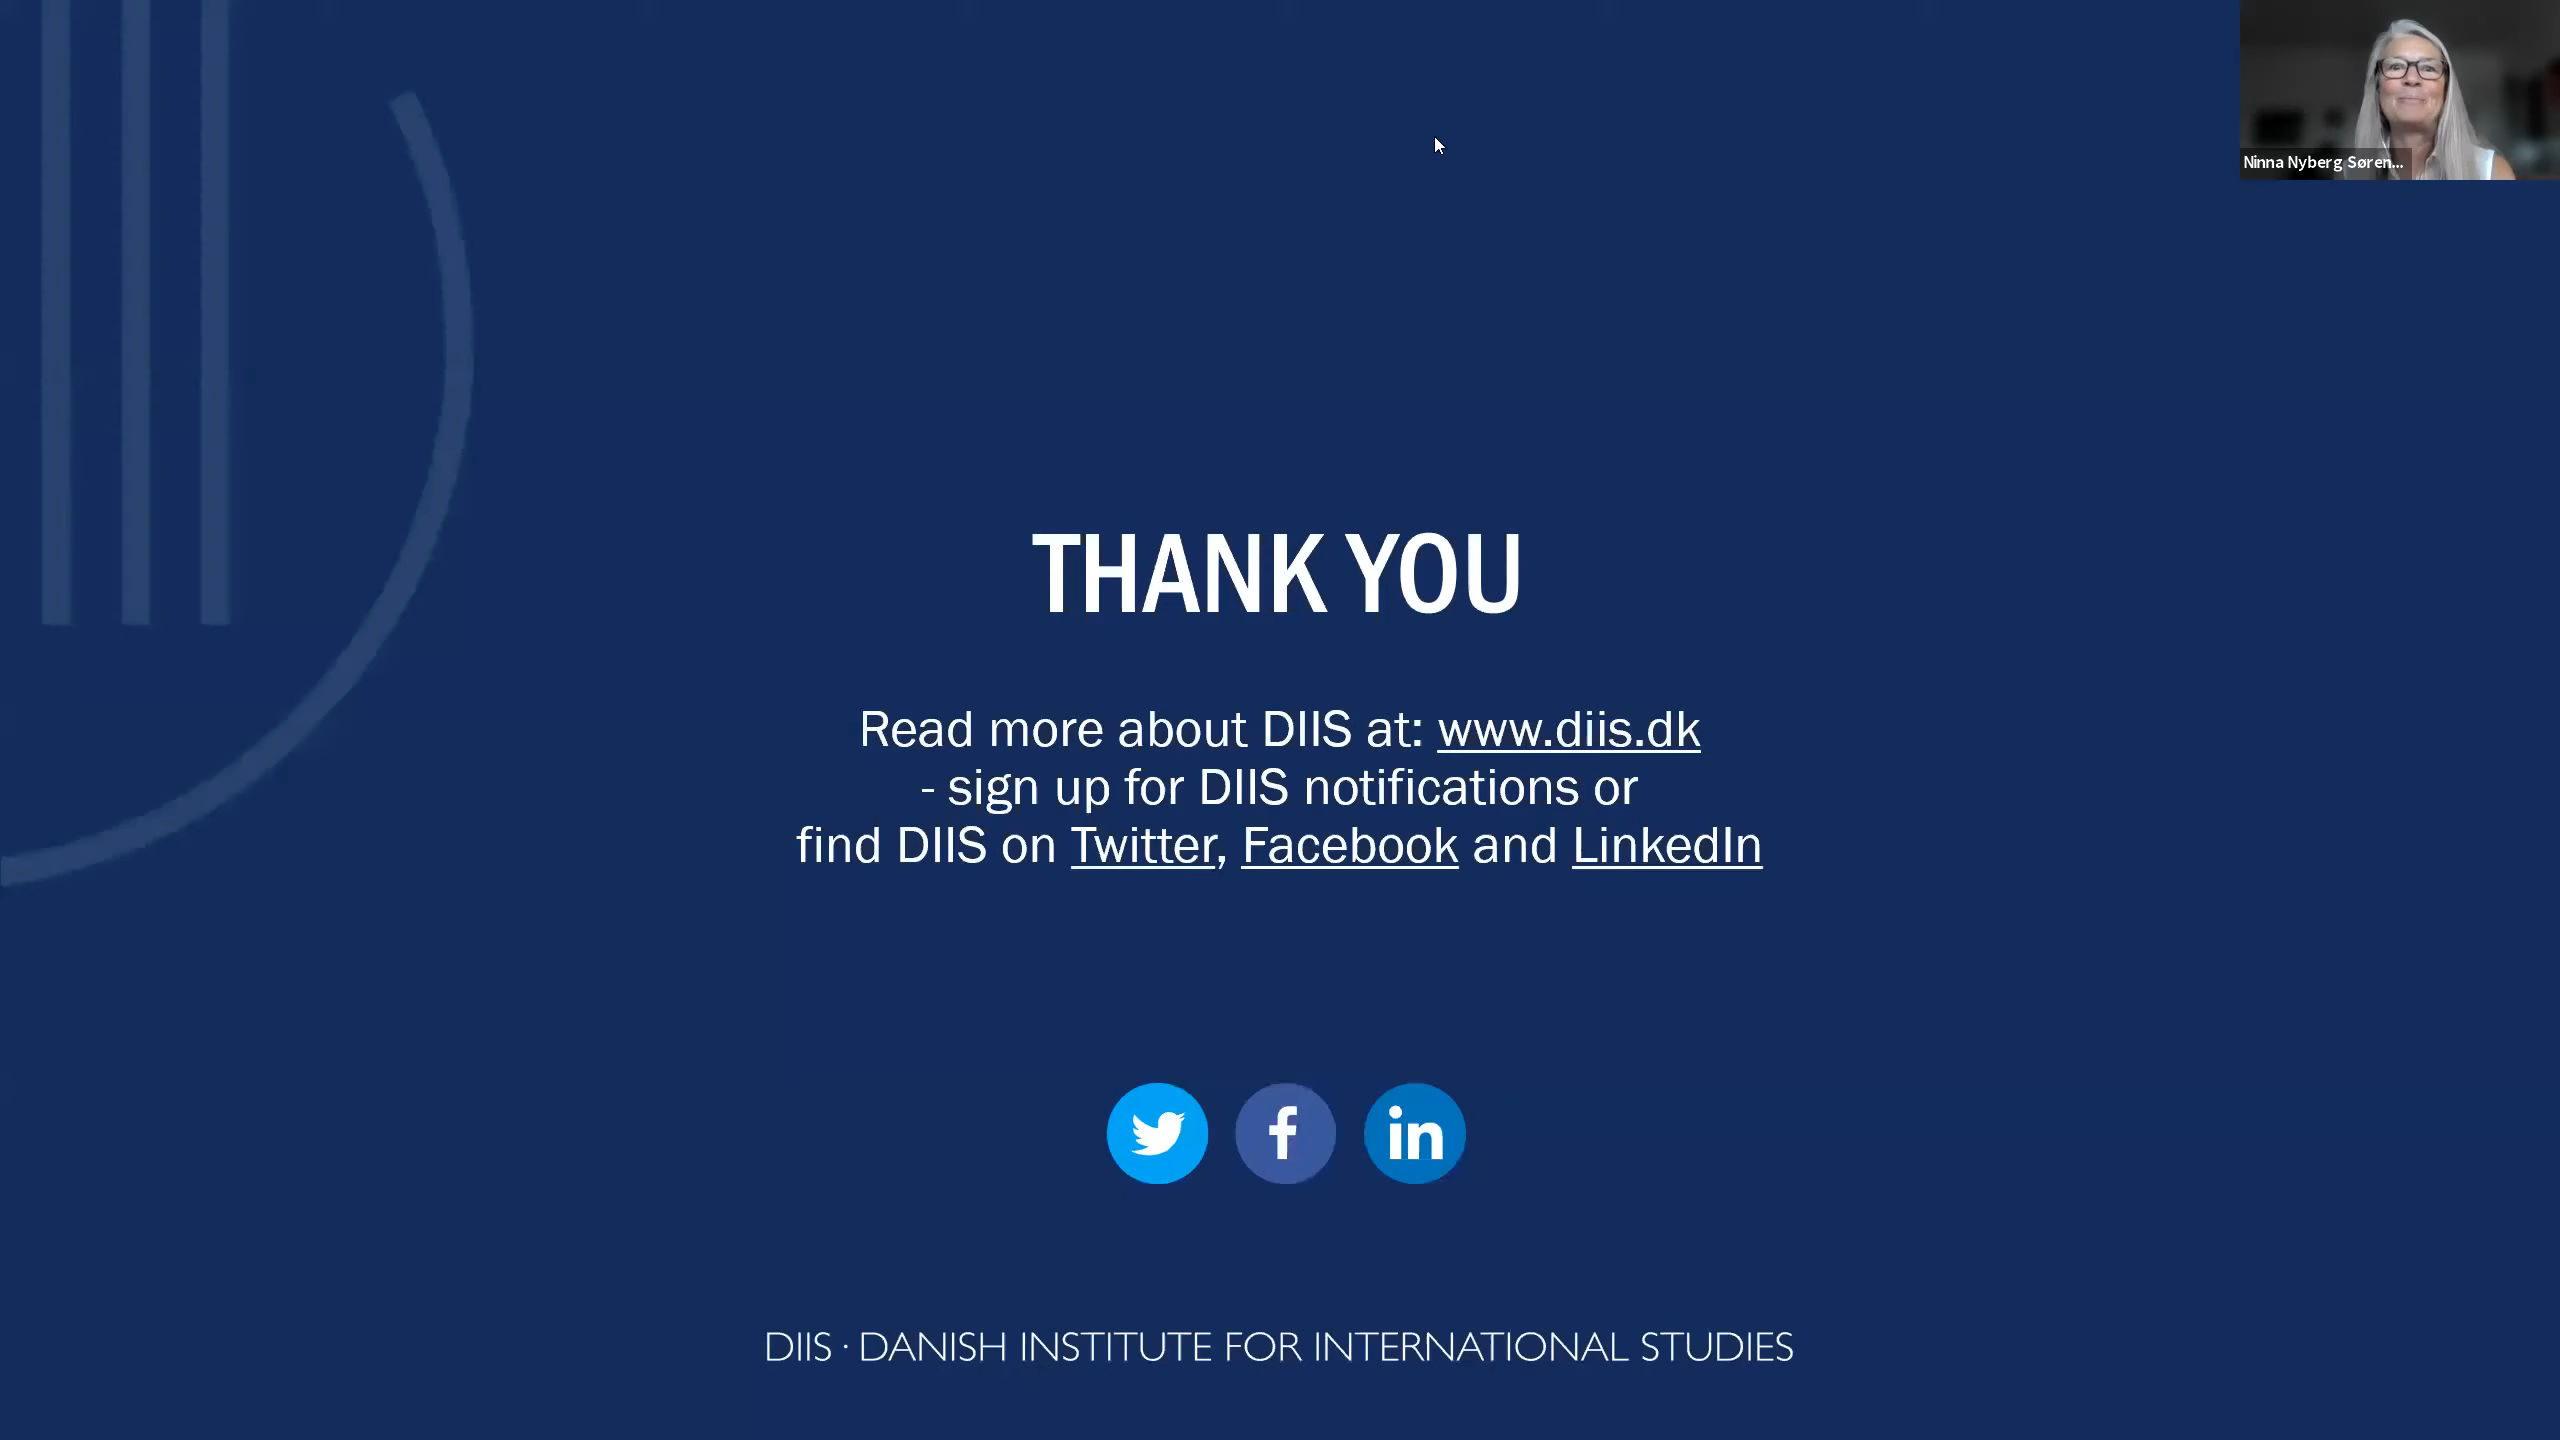 Ninna Nyberg Søren...
THANK YOU
Read more about DIIS at: www.diis.dk
- sign up for DIIS notifications or
find DIIS on Twitter, Facebook and LinkedIn
f in
DIIS · DANISH INSTITUTE FOR INTERNATIONAL STUDIES